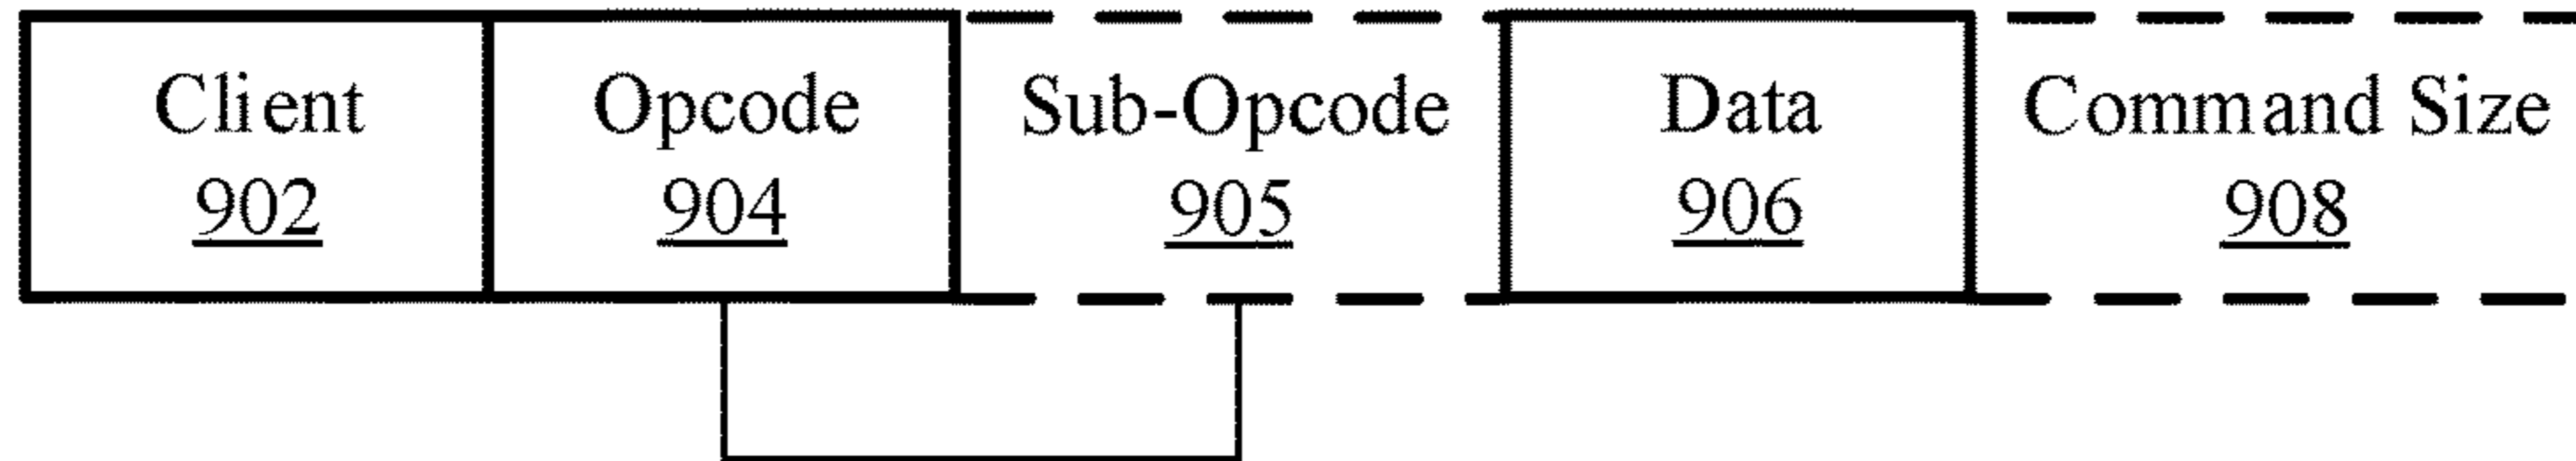 Client Opcode Sub-Opcode Data Command Size
902 904 905 906 908